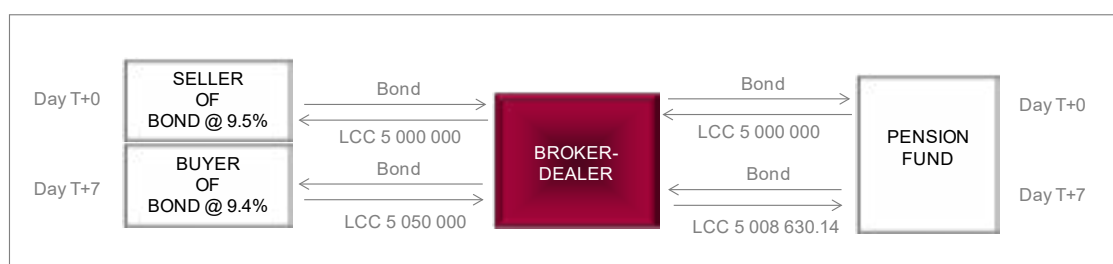 Day T+0
SELLER
OF
BOND @ 9.5%
Bond
LCC 5 000 000
Day T+7
BUYER
OF
BOND @ 9.4%
Bond
LCC 5 050 000
BROKER-
DEALER
Bond
LCC 5 000 000
Bond
LCC 5 008 630.14
PENSION
FUND
Day T+0
Day T+7